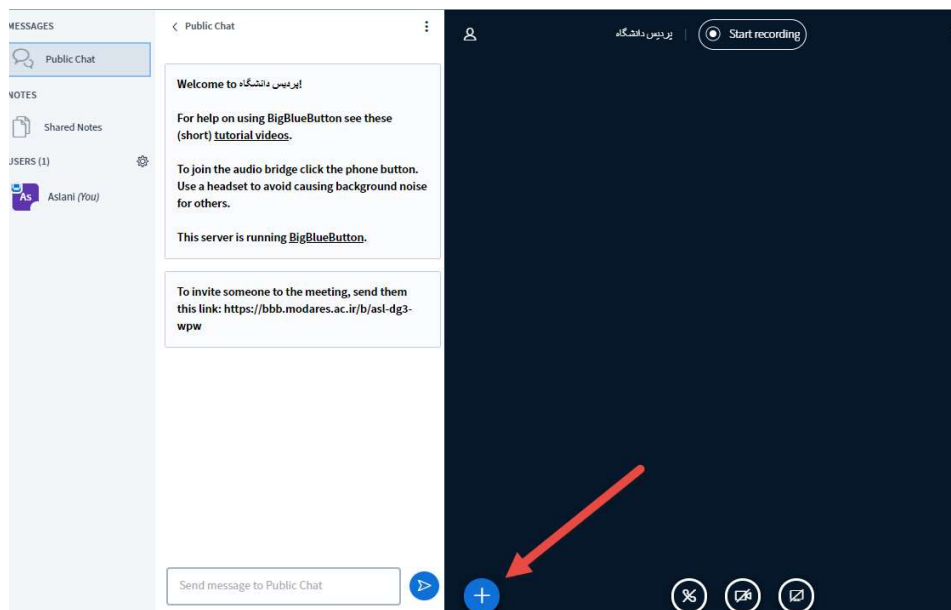 MESSAGES
Public Chat
NOTES
Shared Notes
USERS (1)
As
Aslani (You)
Public Chat
Welcome to پردیس دانشگاه!
For help on using BigBlueButton see these
(short) tutorial videos.
To join the audio bridge click the phone button.
Use a headset to avoid causing background noise
for others.
This server is running BigBlueButton.
To invite someone to the meeting, send them
this link: https://bbb.modares.ac.ir/b/asl-dg3-
wpw
Send message to Public Chat
پردیس دانشگاه | Start recording